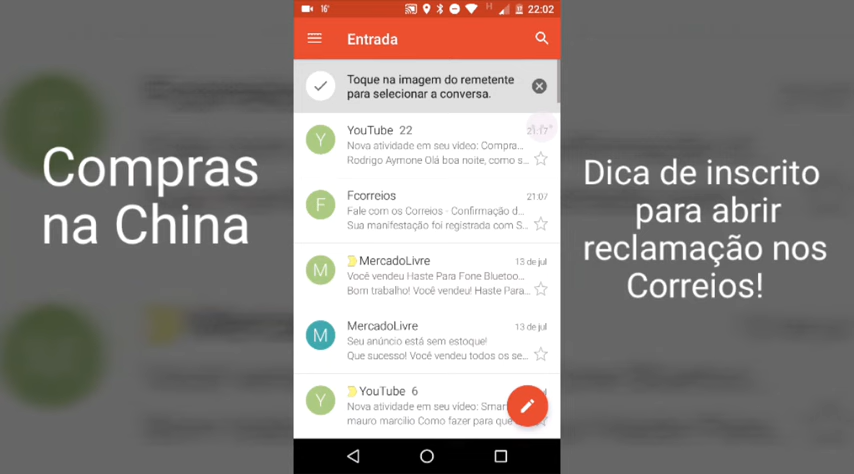 16°
H
22:02
Entrada
Toque na imagem do remetente
para selecionar a conversa.
Compras
na China
Y
YouTube 22
21:17
Nova atividade em seu vídeo: Compra...
Rodrigo Aymone Olá boa noite, como s...
F
Fcorreios
21:07
Fale com os Correios - Confirmação d...
Sua manifestação foi registrada com S...
M
MercadoLivre
13 de jul
Você vendeu Haste Para Fone Bluetoo...
Bom trabalho! Você vendeu! Haste Para...
M
MercadoLivre
13 de jul
Seu anúncio está sem estoque!
Que sucesso! Você vendeu todos os se...
Y
YouTube 6
Nova atividade em seu vídeo: Smar
mauro marcilio Como fazer para que
Dica de inscrito
para abrir
reclamação nos
Correios!